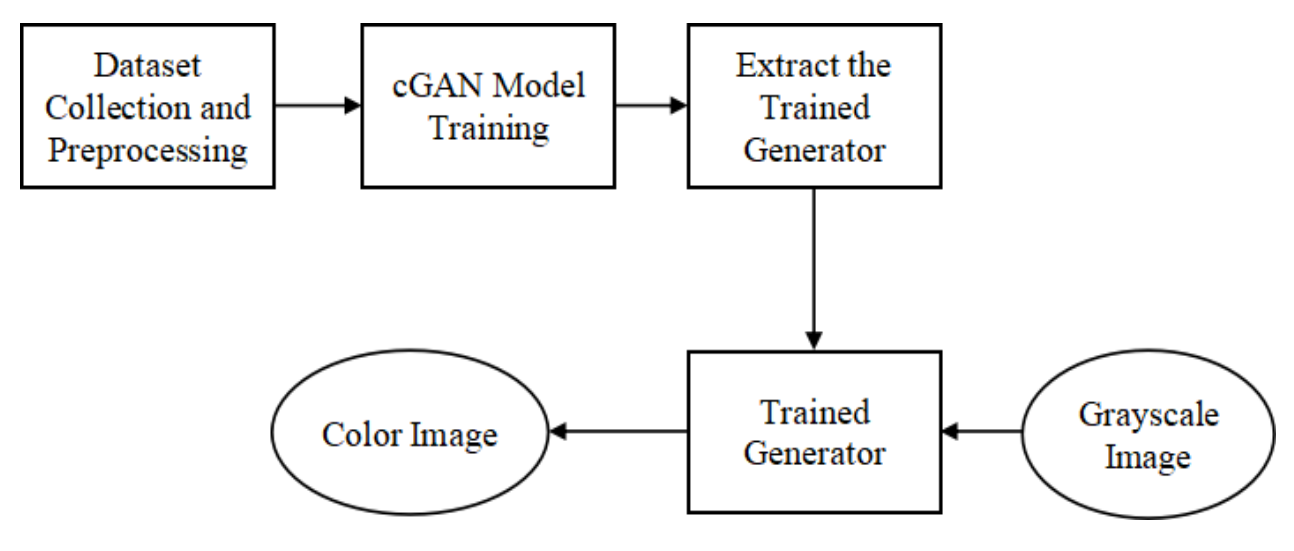 Dataset
Collection and
Preprocessing
cGAN Model
Training
Extract the
Trained
Generator
Color Image
Trained
Generator
Grayscale
Image